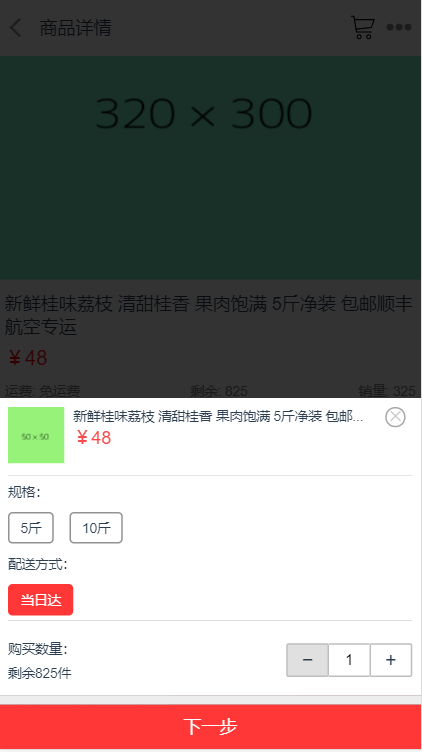 商品详情
320 × 300
新鲜桂味荔枝 清甜桂香 果肉饱满 5斤净装 包邮顺丰
航空专运
￥48
运费: 免运费 剩余: 825 销量: 325
50 × 50
新鲜桂味荔枝 清甜桂香 果肉饱满 5斤净装 包邮...
￥48
规格：
5斤 10斤
配送方式：
当日达
购买数量：
剩余825件
− 1 +
下一步